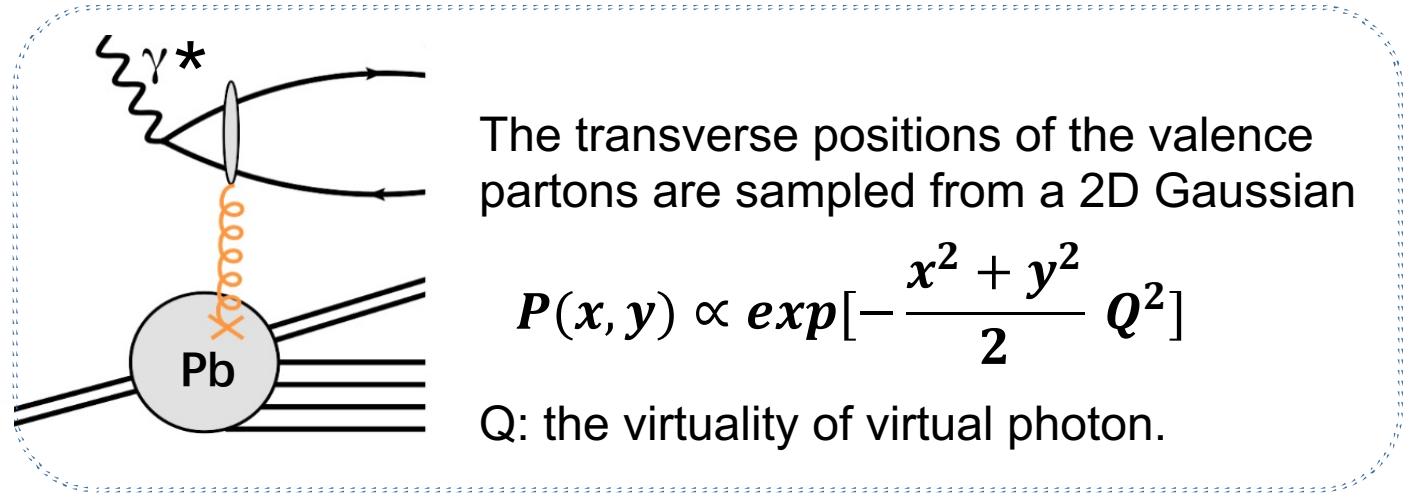 γ*
The transverse positions of the valence
partons are sampled from a 2D Gaussian
P(x, y) ∝ exp[− (x² + y²)/2 Q²]
Pb
Q: the virtuality of virtual photon.